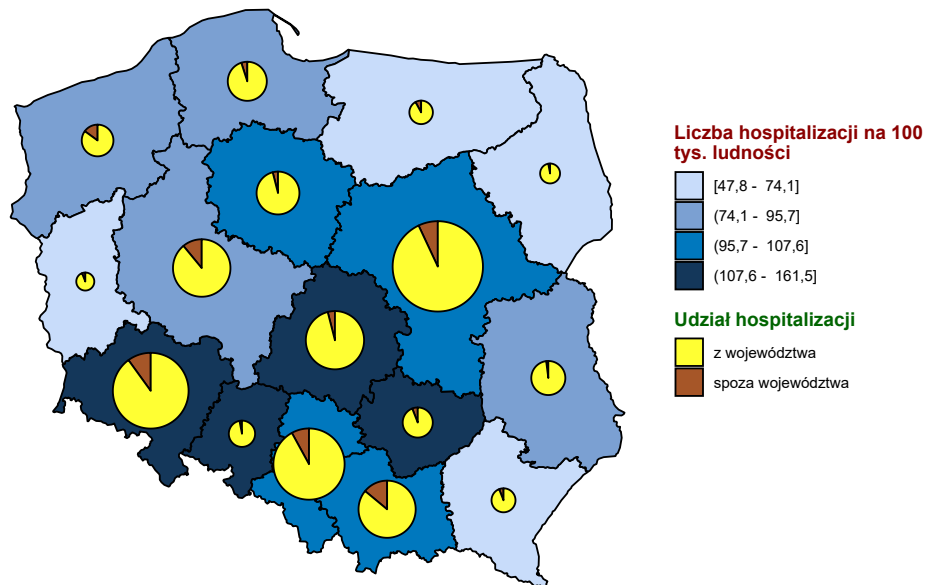 Liczba hospitalizacji na 100
tys. ludności
[47,8 - 74,1]
(74,1 - 95,7]
(95,7 - 107,6]
(107,6 - 161,5]
Udział hospitalizacji
z województwa
spoza województwa